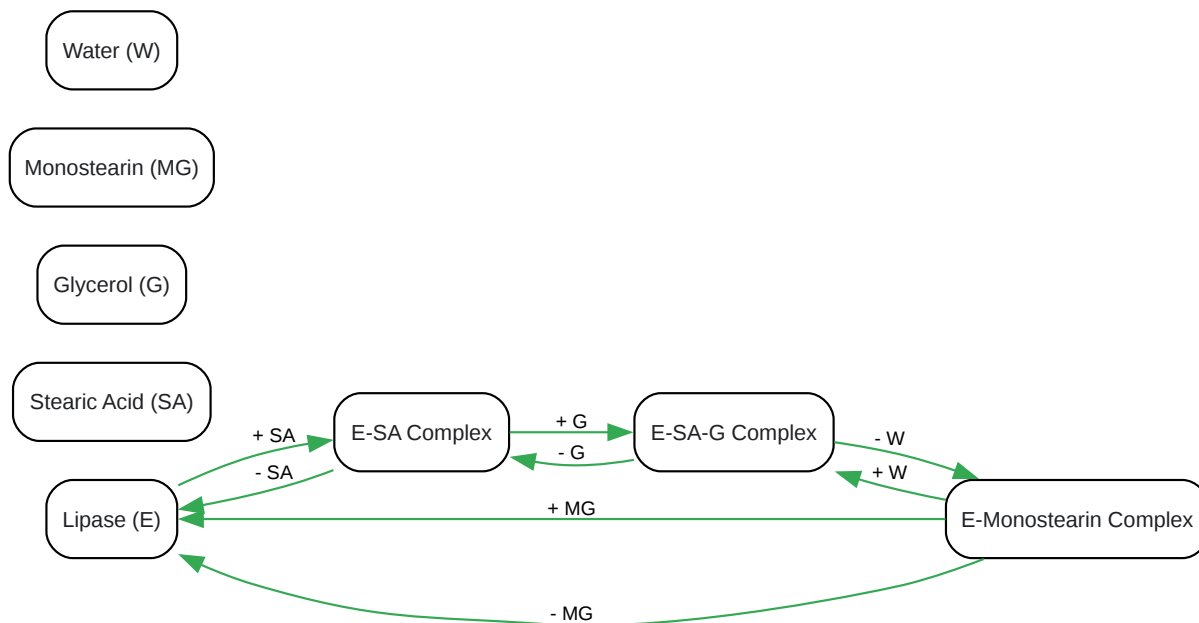 Water (W)
Monostearin (MG)
Glycerol (G)
Stearic Acid (SA)
+ SA
- SA
Lipase (E)
E-SA Complex
+ G
- G
E-SA-G Complex
- W
+ W
+ MG
E-Monostearin Complex
- MG